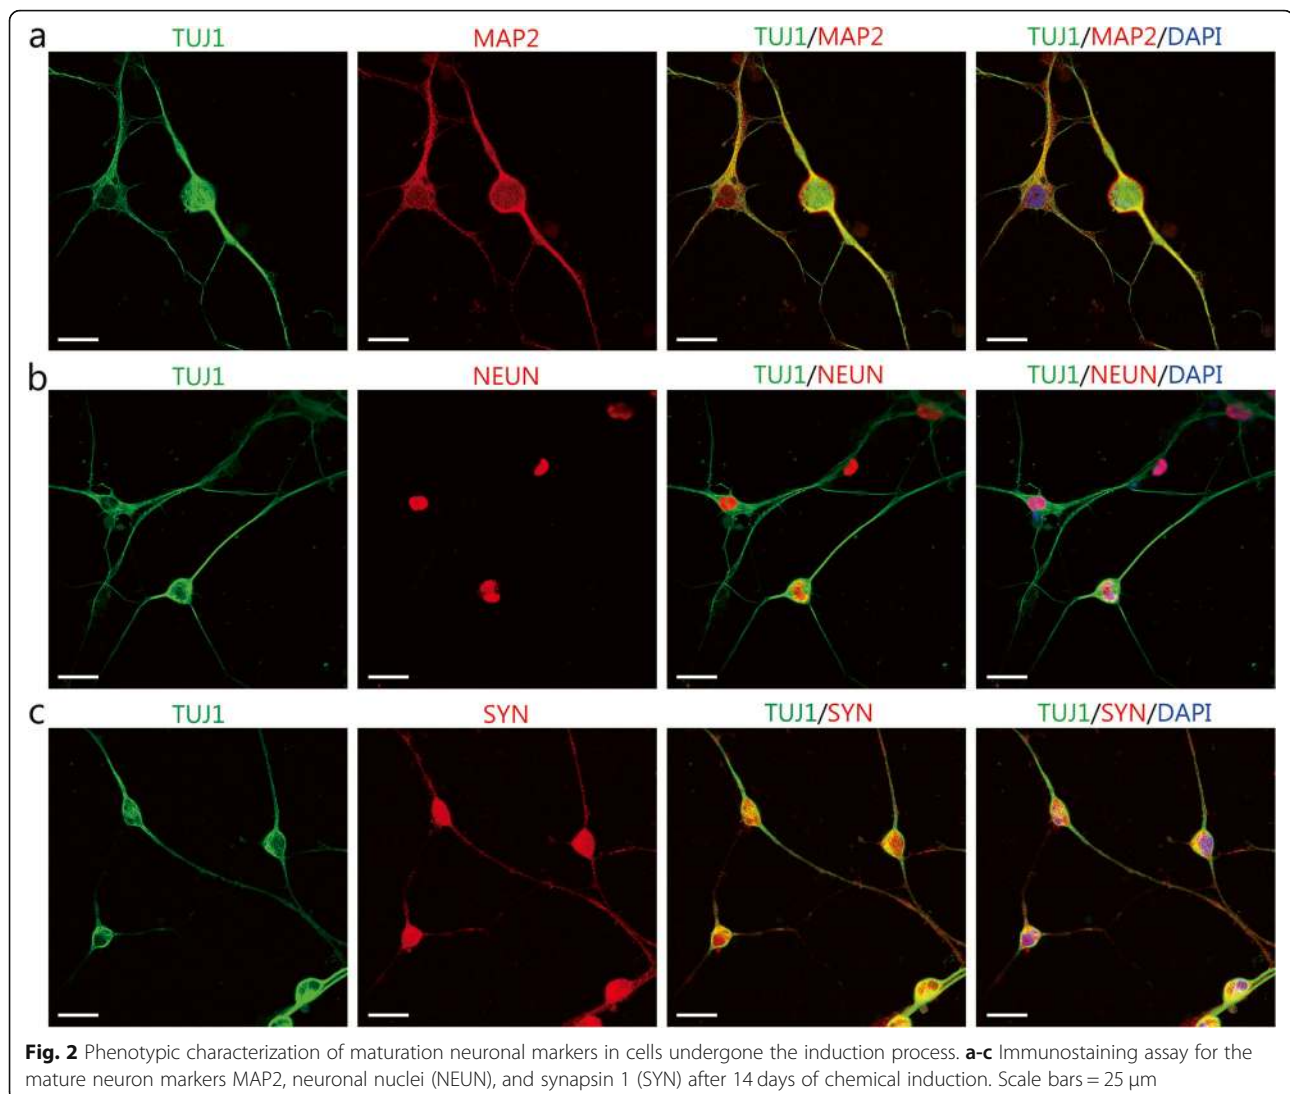 a
TUJ1 MAP2 TUJ1/MAP2 TUJ1/MAP2/DAPI
b
TUJ1 NEUN TUJ1/NEUN TUJ1/NEUN/DAPI
c
TUJ1 SYN TUJ1/SYN TUJ1/SYN/DAPI
Fig. 2 Phenotypic characterization of maturation neuronal markers in cells undergone the induction process. a-c Immunostaining assay for the
mature neuron markers MAP2, neuronal nuclei (NEUN), and synapsin 1 (SYN) after 14 days of chemical induction. Scale bars = 25 μm